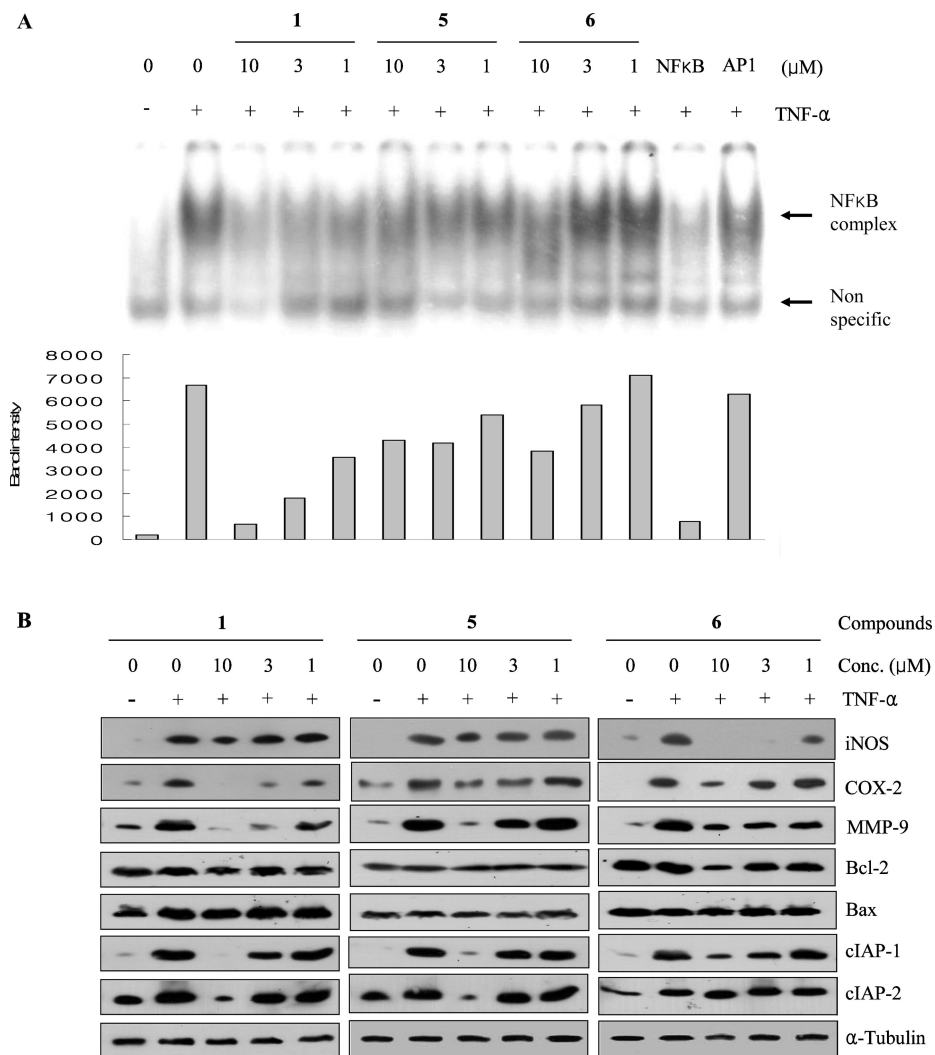 A
1 5 6
0 0 10 3 1 10 3 1 10 3 1 NFκB AP1 (μM)
- + + + + + + + + + + + + TNF-α
NFκB
complex
Non
specific
8000
7000
6000
5000
4000
3000
2000
1000
0
Band intensity
B 1 5 6 Compounds
0 0 10 3 1 0 0 10 3 1 0 0 10 3 1 Conc. (μM)
- + + + + - + + + + - + + + + TNF-α
iNOS
COX-2
MMP-9
Bcl-2
Bax
cIAP-1
cIAP-2
α-Tubulin